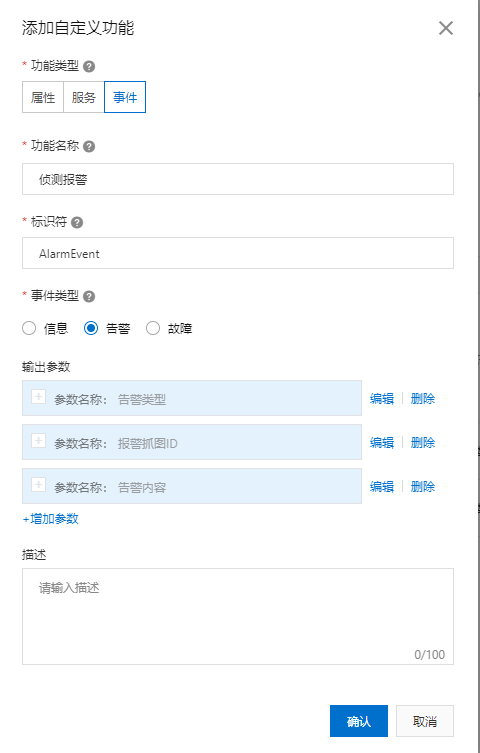 添加自定义功能
* 功能类型
属性 服务 事件
* 功能名称
侦测报警
* 标识符
AlarmEvent
* 事件类型
信息 告警 故障
输出参数
参数名称: 告警类型 编辑 删除
参数名称: 报警抓图ID 编辑 删除
参数名称: 告警内容 编辑 删除
+增加参数
描述
请输入描述
0/100
确认 取消